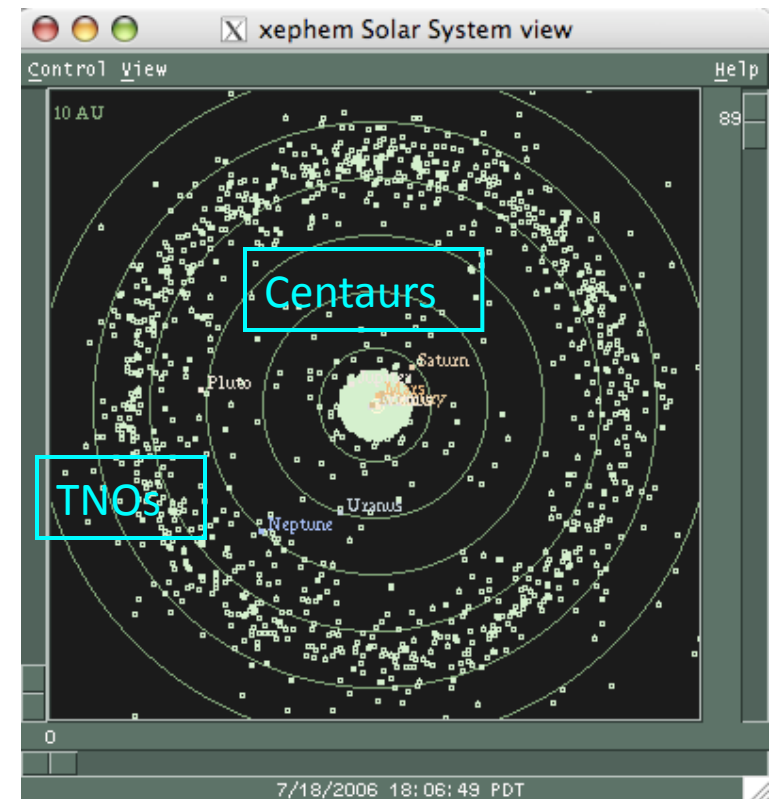 X xephem Solar System view
Control View Help
10 AU
89
Centaurs
Saturn
Pluto
Mars
TNOs
Uranus
Neptune
0
7/18/2006 18:06:49 PDT